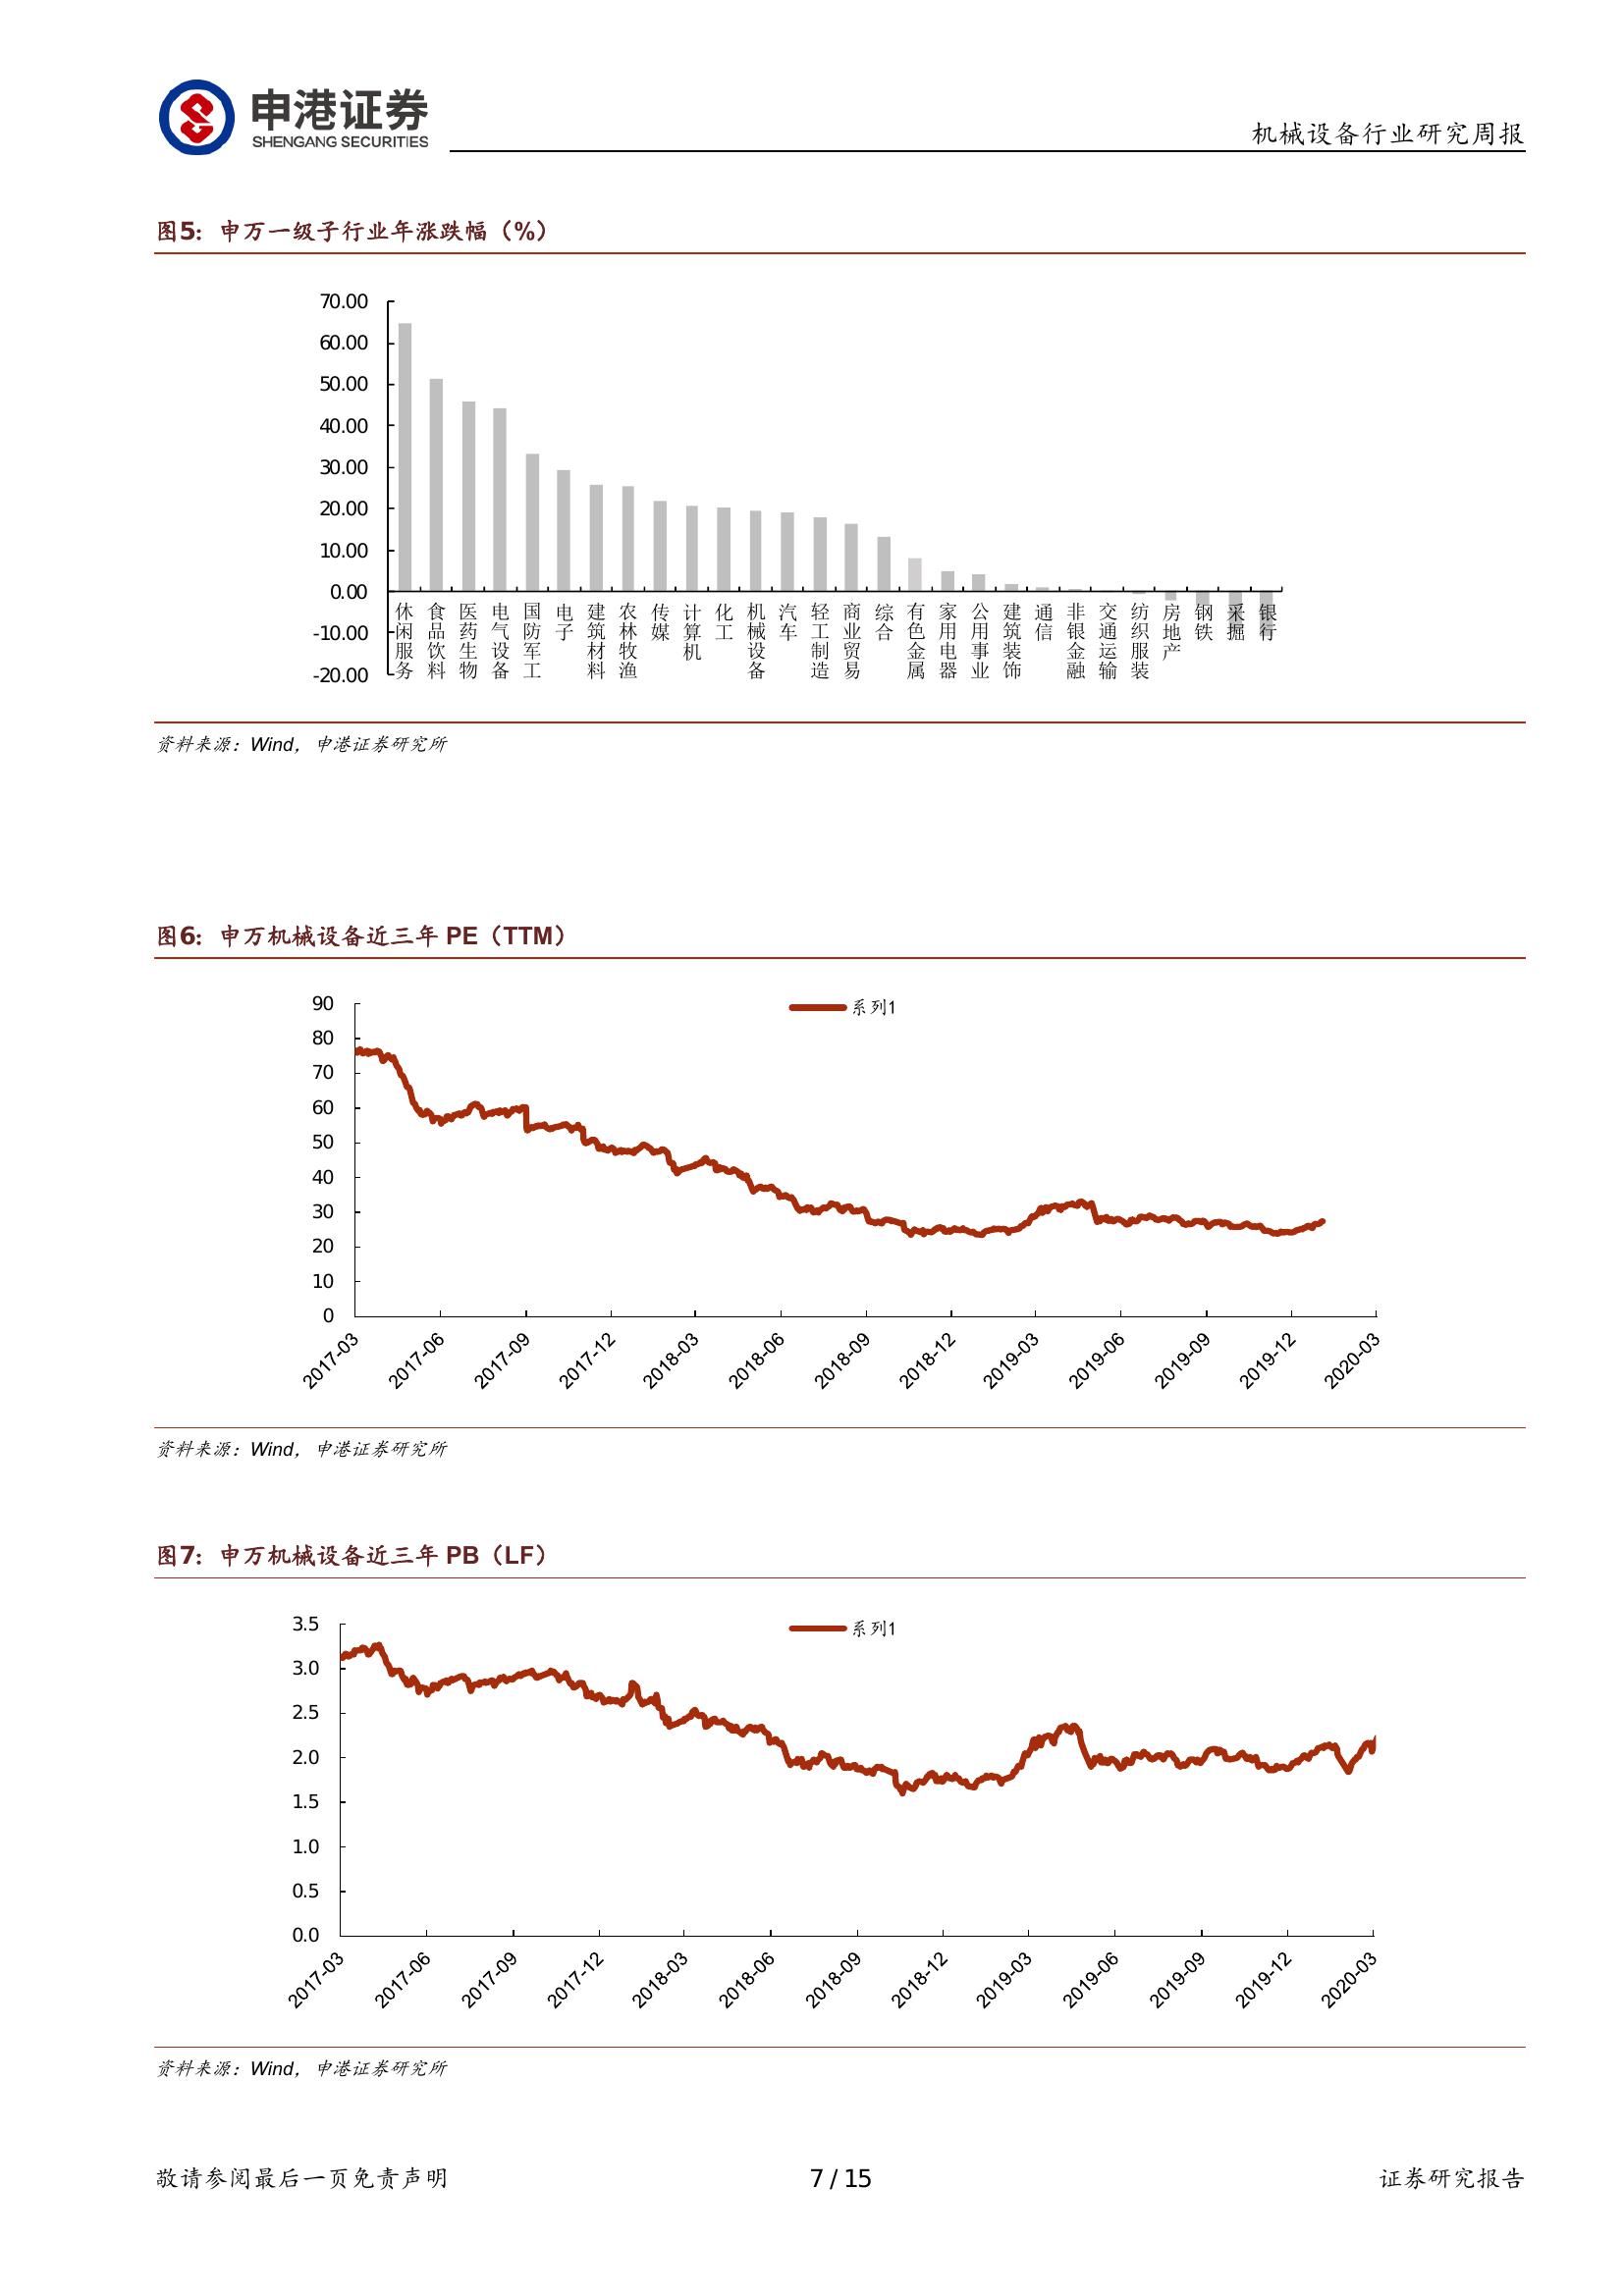 申港证券
SHENGANG SECURITIES
机械设备行业研究周报
图5：申万一级子行业年涨跌幅（%）
70.00
60.00
50.00
40.00
30.00
20.00
10.00
0.00
-10.00
-20.00
休闲服务
食品饮料
医药生物
电气设备
国防军工
电子
建筑材料
农林牧渔
传媒
计算机
化工
机械设备
汽车
轻工制造
商业贸易
综合
有色金属
家用电器
公用事业
建筑装饰
通信
非银金融
交通运输
纺织服装
房地产
钢铁
采掘
银行
资料来源：Wind，申港证券研究所
图6：申万机械设备近三年 PE（TTM）
系列1
90
80
70
60
50
40
30
20
10
0
2017-03
2017-06
2017-09
2017-12
2018-03
2018-06
2018-09
2018-12
2019-03
2019-06
2019-09
2019-12
2020-03
资料来源：Wind，申港证券研究所
图7：申万机械设备近三年 PB（LF）
系列1
3.5
3.0
2.5
2.0
1.5
1.0
0.5
0.0
2017-03
2017-06
2017-09
2017-12
2018-03
2018-06
2018-09
2018-12
2019-03
2019-06
2019-09
2019-12
2020-03
资料来源：Wind，申港证券研究所
敬请参阅最后一页免责声明
7 / 15
证券研究报告